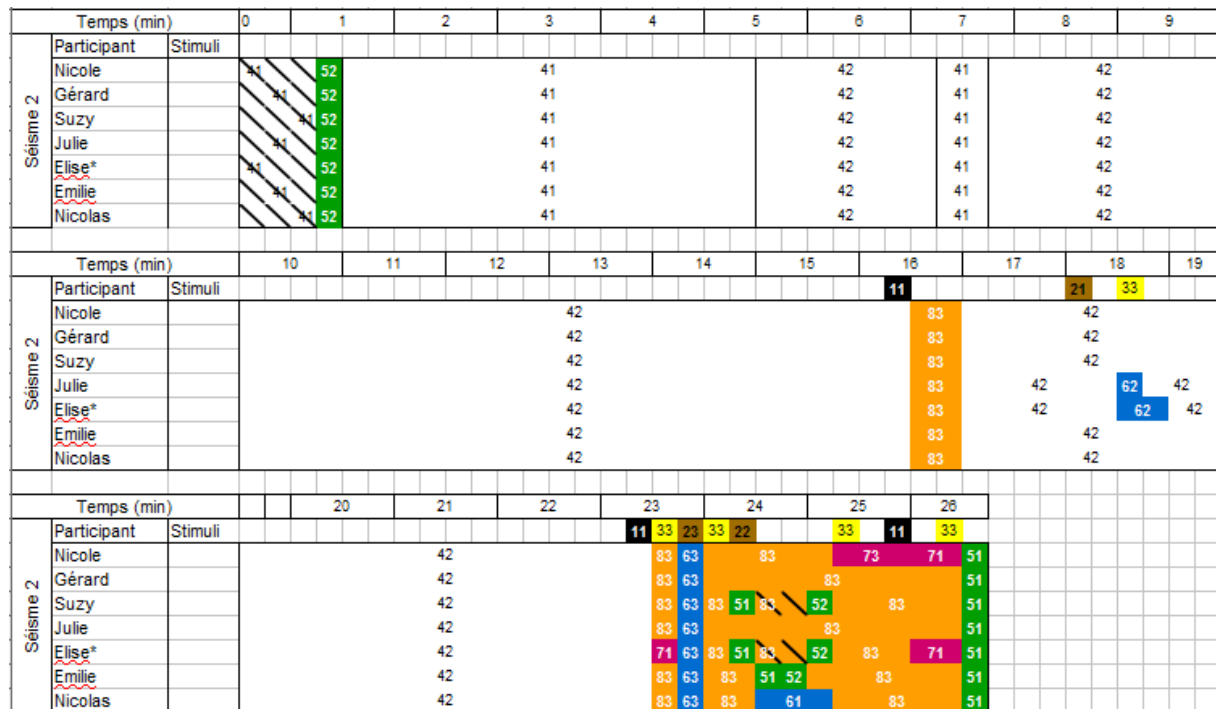 Temps (min) 0 1 2 3 4 5 6 7 8 9
Séisme 2
Participant Stimuli
Nicole 41 52 41 42 41 42
Gérard 41 52 41 42 41 42
Suzy 41 52 41 42 41 42
Julie 41 52 41 42 41 42
Elise* 41 52 41 42 41 42
Emilie 41 52 41 42 41 42
Nicolas 41 52 41 42 41 42
Temps (min) 10 11 12 13 14 15 16 17 18 19
Séisme 2
Participant Stimuli 11 21 33
Nicole 42 83 42
Gérard 42 83 42
Suzy 42 83 42
Julie 42 83 42 62 42
Elise* 42 83 42 62 42
Emilie 42 83 42
Nicolas 42 83 42
Temps (min) 20 21 22 23 24 25 26
Séisme 2
Participant Stimuli 11 33 23 33 22 33 11 33
Nicole 42 83 63 83 73 71 51
Gérard 42 83 63 83 51
Suzy 42 83 63 83 51 83 52 83 51
Julie 42 83 63 83 51
Elise* 42 71 63 83 51 83 52 83 71 51
Emilie 42 83 63 83 51 52 83 51
Nicolas 42 83 63 83 61 83 51